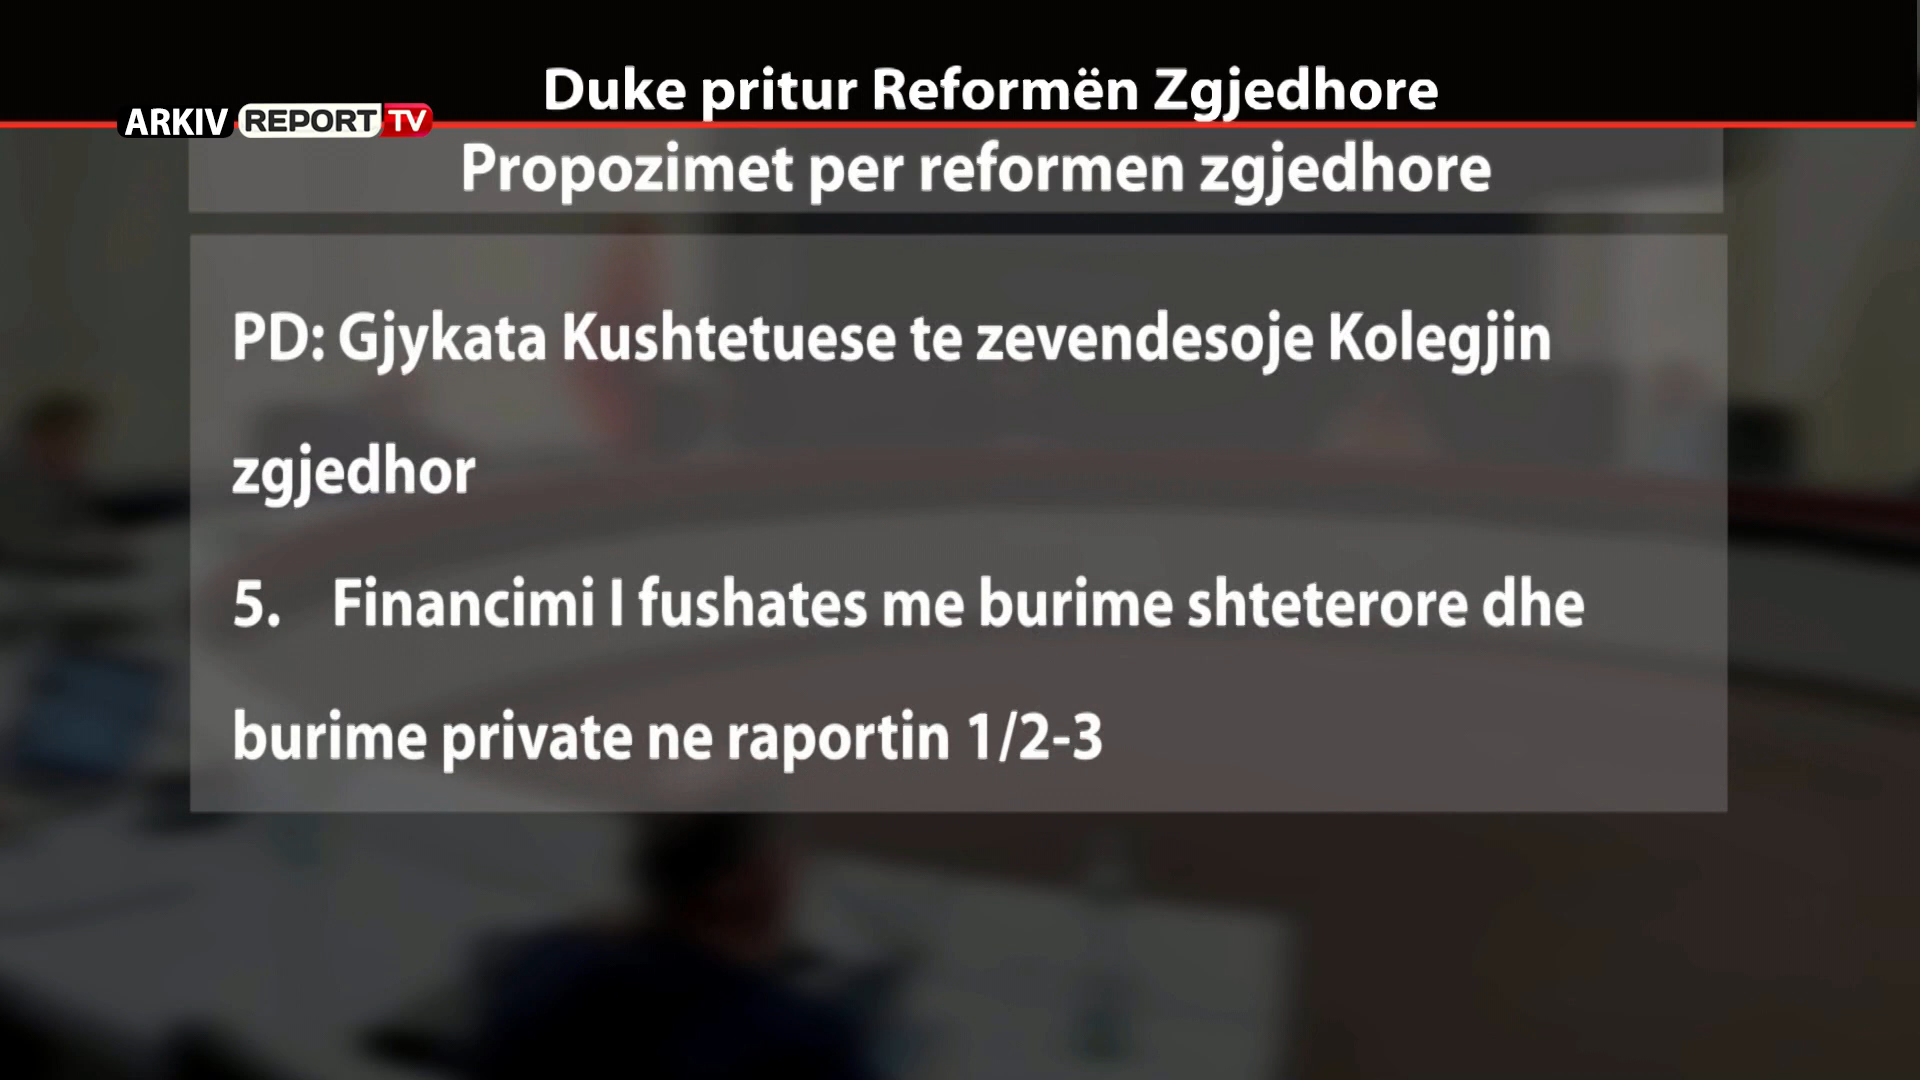 Duke pritur Reformën Zgjedhore
ARKIV REPORT TV
Propozimet per reformen zgjedhore
PD: Gjykata Kushtetuese te zevendesoje Kolegjin
zgjedhor
5. Financimi I fushates me burime shteterore dhe
burime private ne raportin 1/2-3